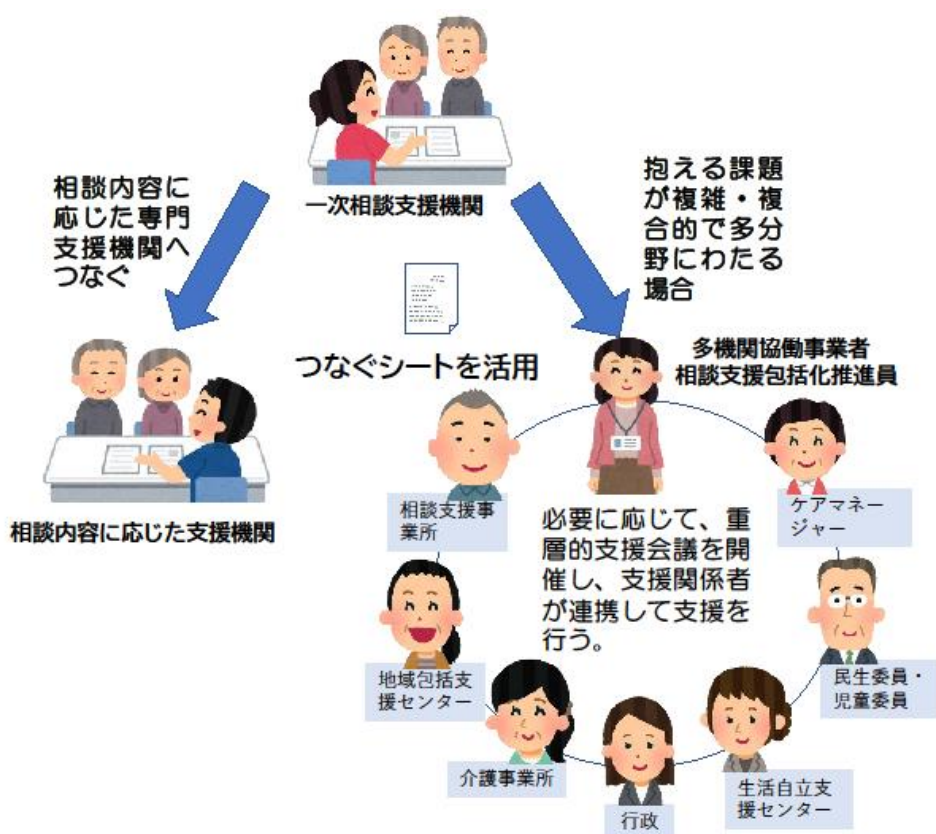 一次相談支援機関
相談内容に
応じた専門
支援機関へ
つなぐ
抱える課題
が複雑・複
合的で多分
野にわたる
場合
つなぐシートを活用
多機関協働事業者
相談支援包括化推進員
相談内容に応じた支援機関
相談支援事
業所
ケアマネー
ジャー
必要に応じて、重
層的支援会議を開
催し、支援関係者
が連携して支援を
行う。
地域包括支
援センター
民生委員・
児童委員
介護事業所
行政
生活自立支
援センター